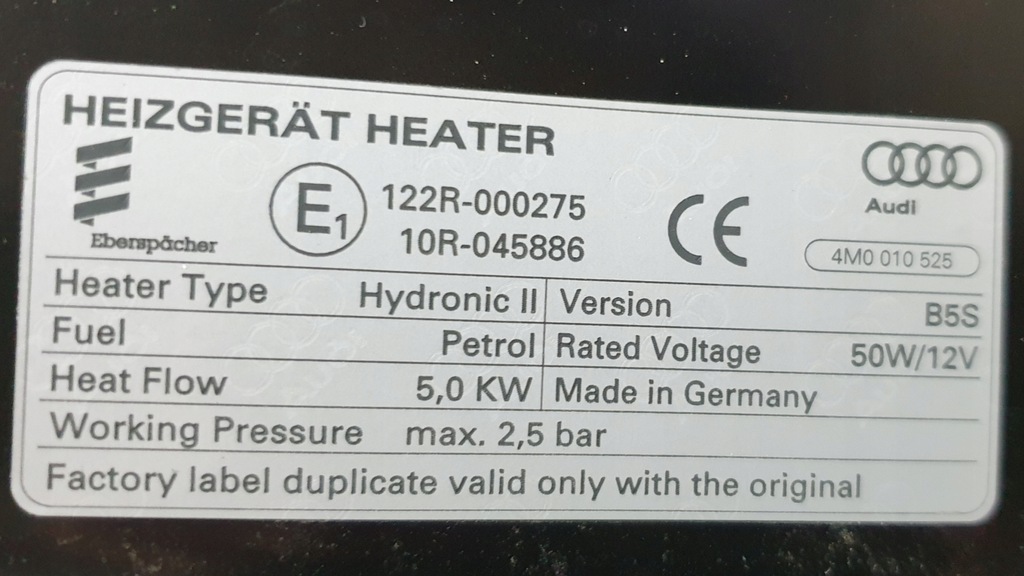 HEIZGERÄT HEATER
Eberspächer
E1
122R-000275
10R-045886
CE
Audi
4M0 010 525
Heater Type Hydronic II Version B5S
Fuel Petrol Rated Voltage 50W/12V
Heat Flow 5,0 KW Made in Germany
Working Pressure max. 2,5 bar
Factory label duplicate valid only with the original